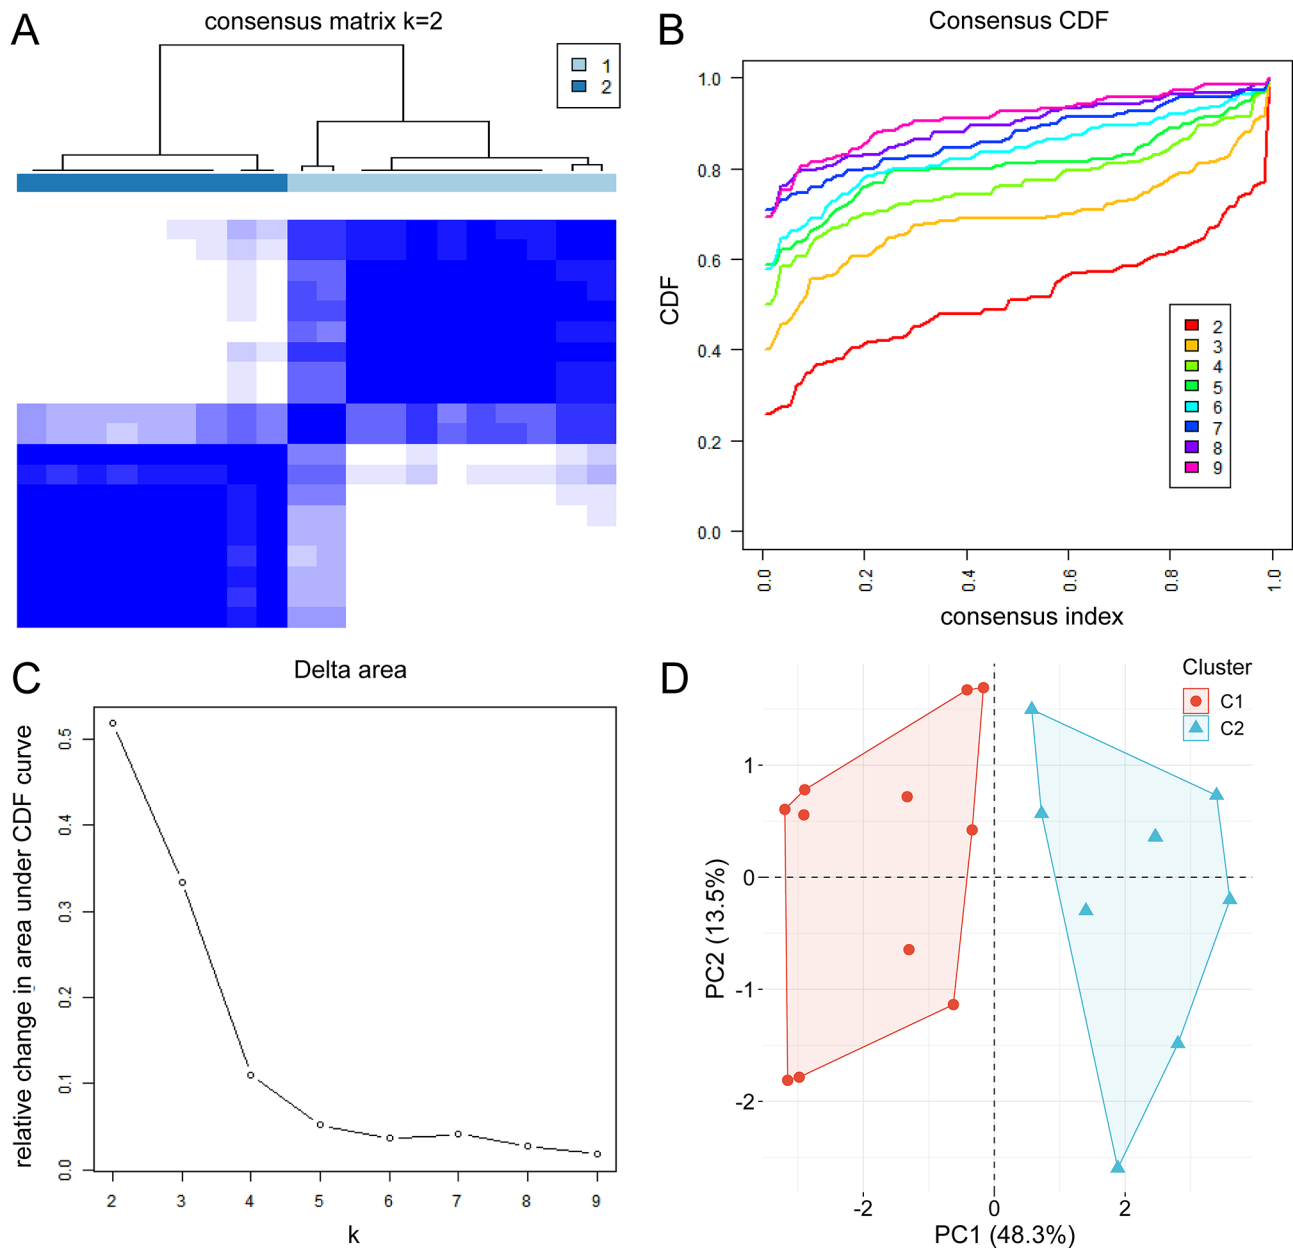 A
consensus matrix k=2
1
2
B
Consensus CDF
CDF
1.0
0.8
0.6
0.4
0.2
0.0
2
3
4
5
6
7
8
9
0.0 0.2 0.4 0.6 0.8 1.0
consensus index
C
Delta area
relative change in area under CDF curve
0.5
0.4
0.3
0.2
0.1
0.0
2 3 4 5 6 7 8 9
k
D
Cluster
C1
C2
PC2 (13.5%)
1
0
-1
-2
-2 0 2
PC1 (48.3%)